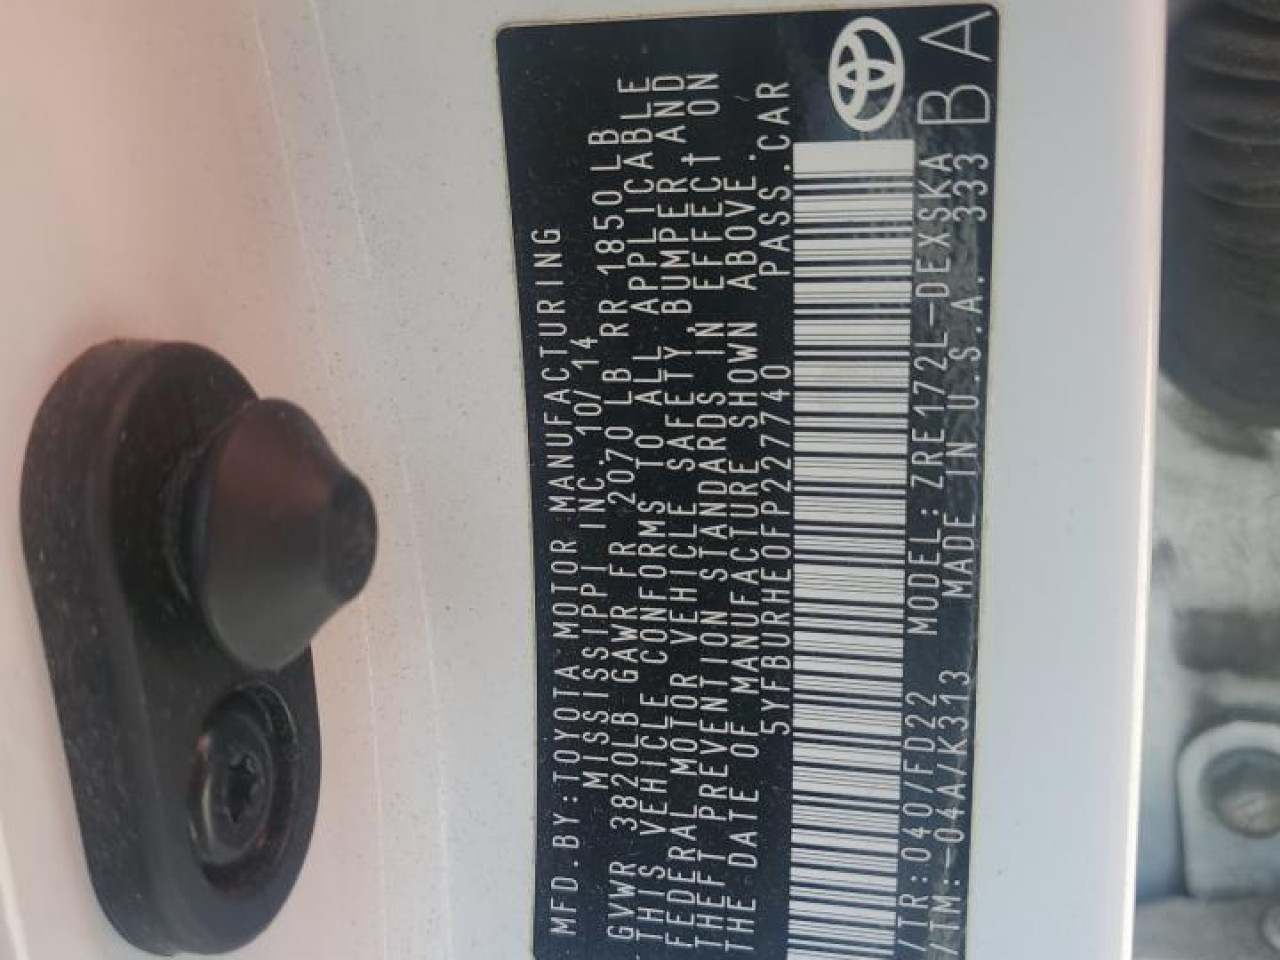 MFD.BY:TOYOTA MOTOR MANUFACTURING
MISSISSIPPI INC. 10/14
GVWR 3820LB GAWR FR 2070 LB RR 1850LB
THIS VEHICLE CONFORMS TO ALL APPLICABLE
FEDERAL MOTOR VEHICLE SAFETY,BUMPER AND
THEFT PREVENTION STANDARDS IN EFFECT ON
THE DATE OF MANUFACTURE SHOWN ABOVE.
5YFBURHE0FP227740 PASS.CAR
/TR:040/FD22 MODEL:ZRE172L-DEXSKA B
/TM:-04A/K313 MADE IN U.S.A. 333 BA